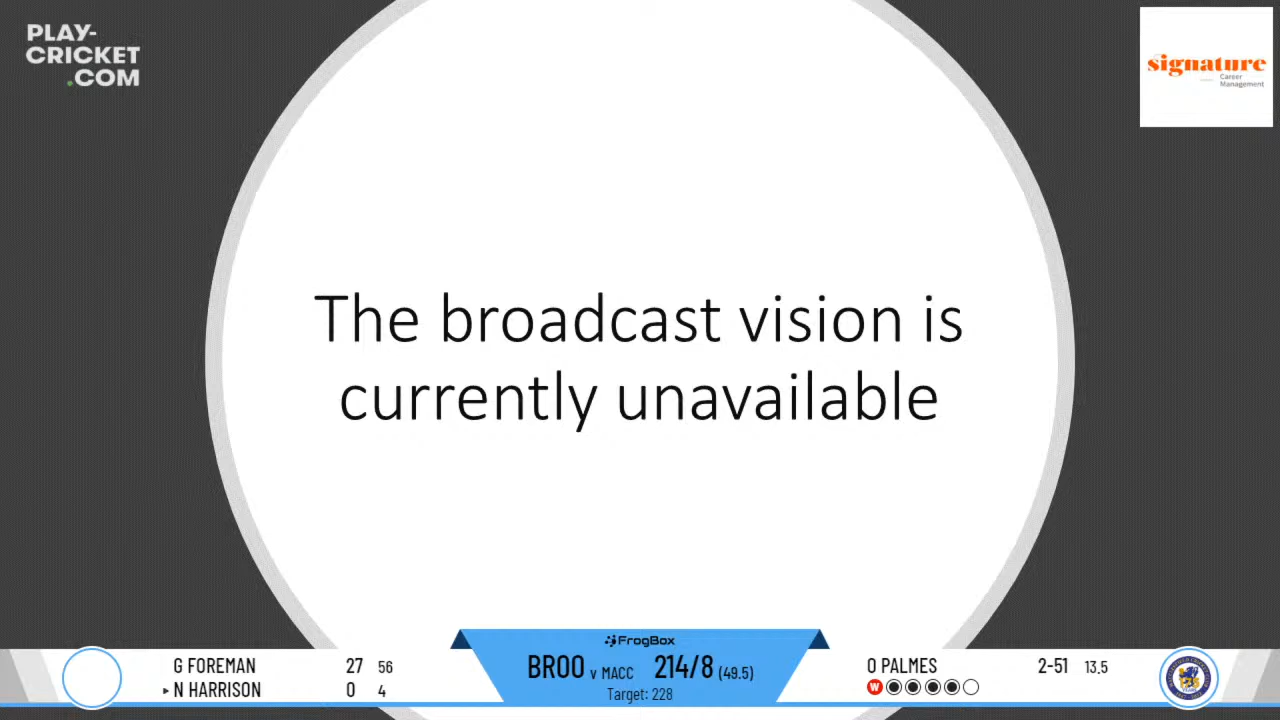 PLAY-
CRICKET
.COM
signature
Career
Management
The broadcast vision is
currently unavailable
FrogBox
G FOREMAN 27 56
N HARRISON 0 4
BROO v MACC 214/8 (49.5)
Target: 228
O PALMES 2-51 13.5
W